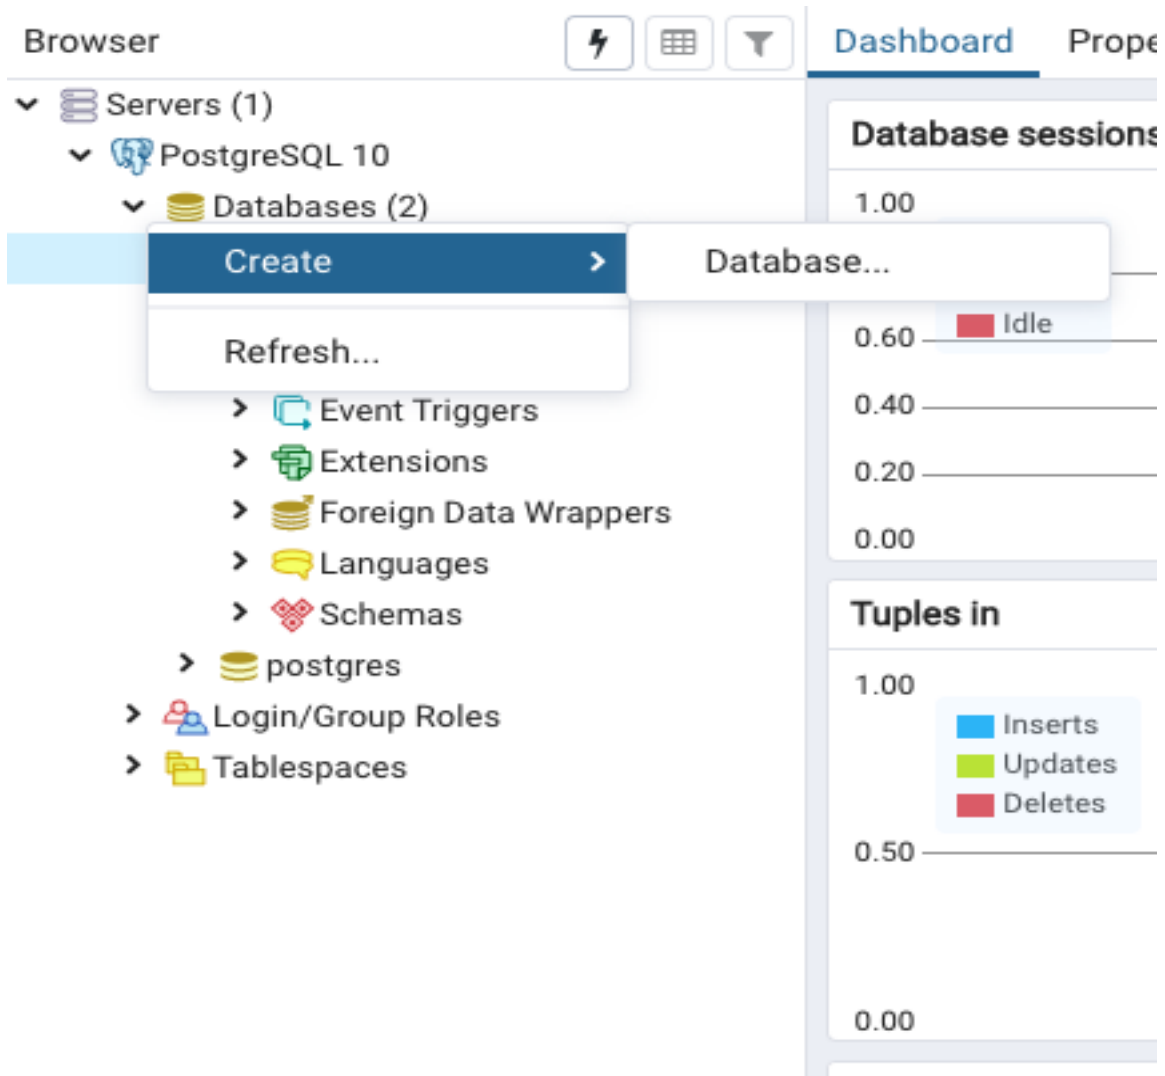 Browser
Servers (1)
PostgreSQL 10
Databases (2)
Create
Refresh...
Database...
Event Triggers
Extensions
Foreign Data Wrappers
Languages
Schemas
postgres
Login/Group Roles
Tablespaces
Dashboard Prope
Database sessions
1.00
Idle
0.60
0.40
0.20
0.00
Tuples in
1.00
Inserts
Updates
Deletes
0.50
0.00